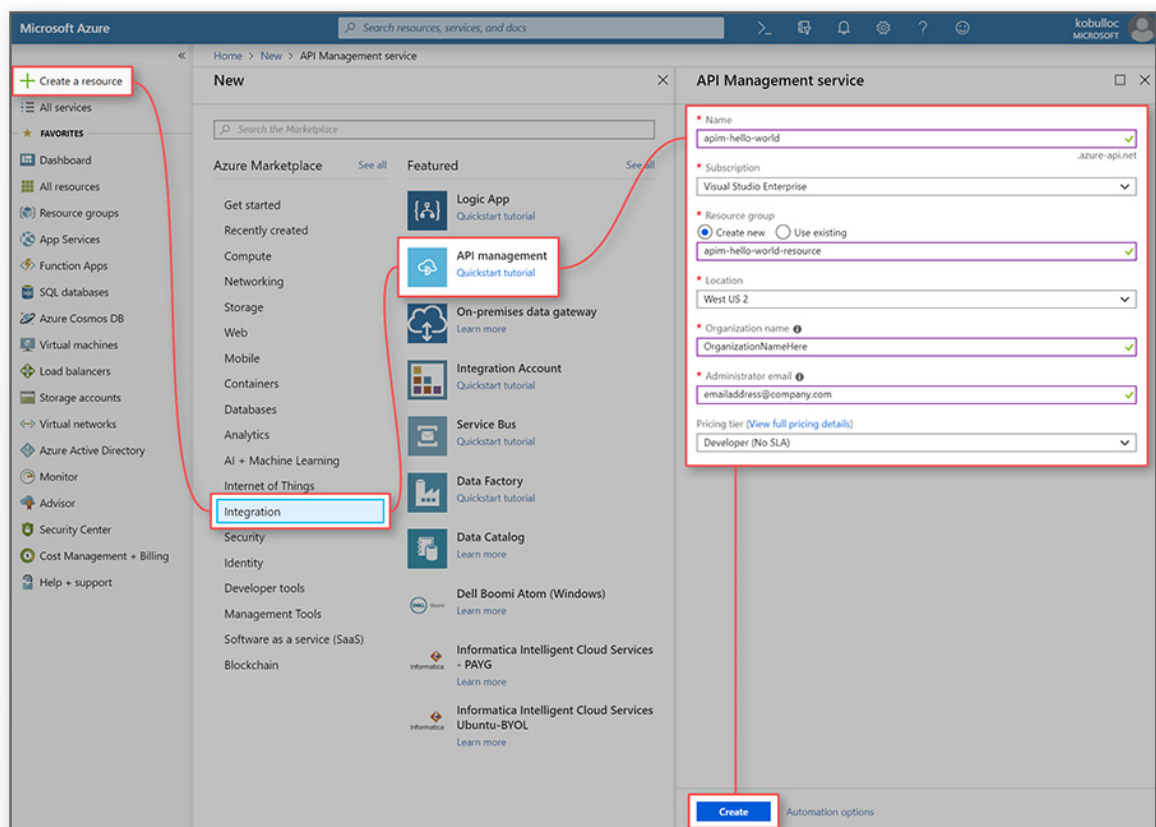 Microsoft Azure
Search resources, services, and docs
kobulloc
MICROSOFT
Create a resource
All services
FAVORITES
Dashboard
All resources
Resource groups
App Services
Function Apps
SQL databases
Azure Cosmos DB
Virtual machines
Load balancers
Storage accounts
Virtual networks
Azure Active Directory
Monitor
Advisor
Security Center
Cost Management + Billing
Help + support
Home > New > API Management service
New
Search the Marketplace
Azure Marketplace See all
Get started
Recently created
Compute
Networking
Storage
Web
Mobile
Containers
Databases
Analytics
AI + Machine Learning
Internet of Things
Integration
Security
Identity
Developer tools
Management Tools
Software as a service (SaaS)
Blockchain
Featured See all
Logic App
Quickstart tutorial
API management
Quickstart tutorial
On-premises data gateway
Learn more
Integration Account
Quickstart tutorial
Service Bus
Quickstart tutorial
Data Factory
Quickstart tutorial
Data Catalog
Learn more
DELL Boomi
Dell Boomi Atom (Windows)
Learn more
Informatica
Informatica Intelligent Cloud Services
- PAYG
Learn more
Informatica
Informatica Intelligent Cloud Services
Ubuntu-BYOL
Learn more
API Management service
* Name
apim-hello-world
.azure-api.net
* Subscription
Visual Studio Enterprise
* Resource group
Create new Use existing
apim-hello-world-resource
* Location
West US 2
* Organization name
OrganizationNameHere
* Administrator email
emailaddress@company.com
Pricing tier (View full pricing details)
Developer (No SLA)
Create Automation options